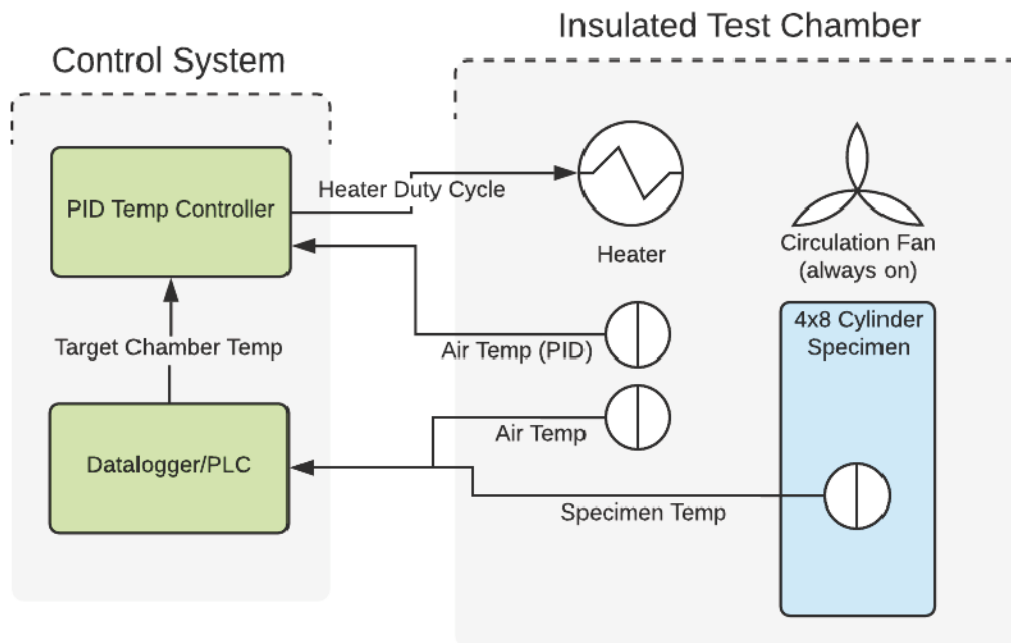 Insulated Test Chamber
Control System
PID Temp Controller
Heater Duty Cycle
Heater
Circulation Fan
(always on)
Air Temp (PID)
4x8 Cylinder
Specimen
Target Chamber Temp
Air Temp
Datalogger/PLC
Specimen Temp